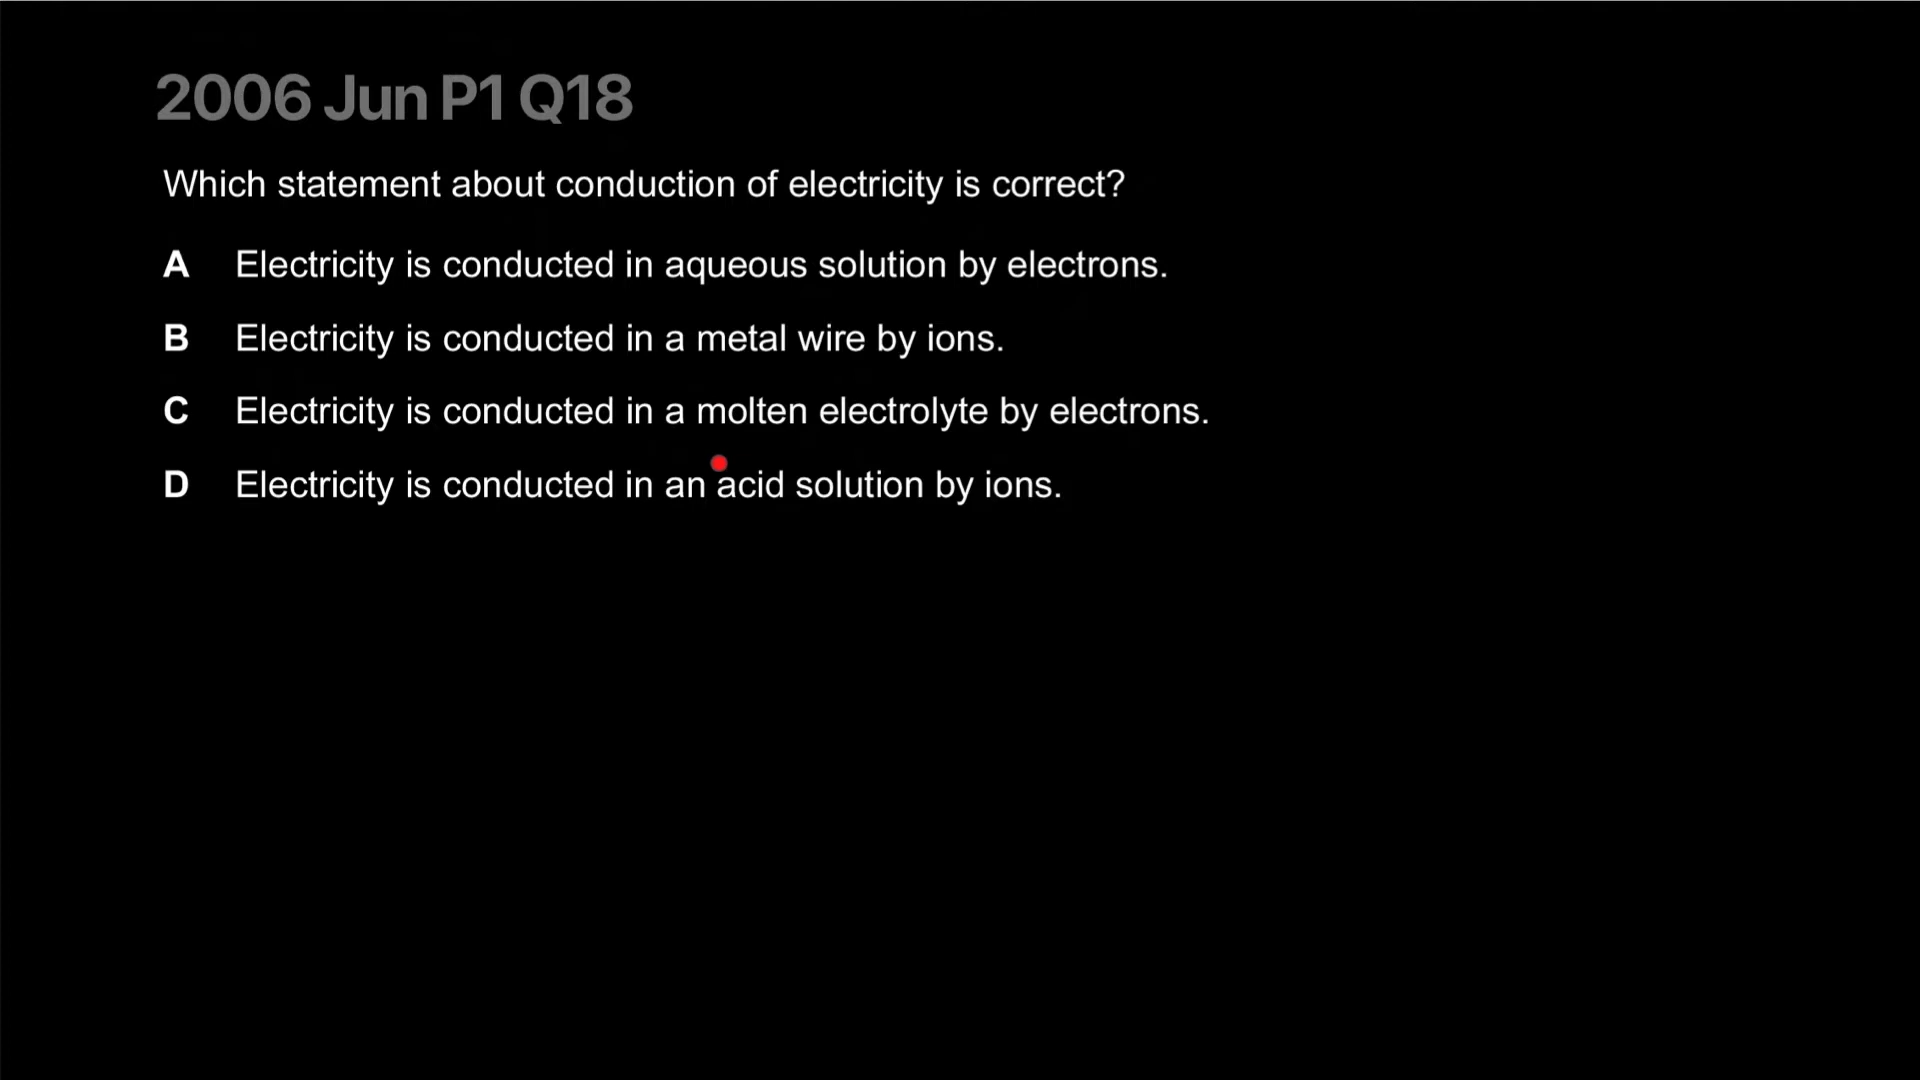 2006 Jun P1 Q18
Which statement about conduction of electricity is correct?
A Electricity is conducted in aqueous solution by electrons.
B Electricity is conducted in a metal wire by ions.
C Electricity is conducted in a molten electrolyte by electrons.
D Electricity is conducted in an acid solution by ions.